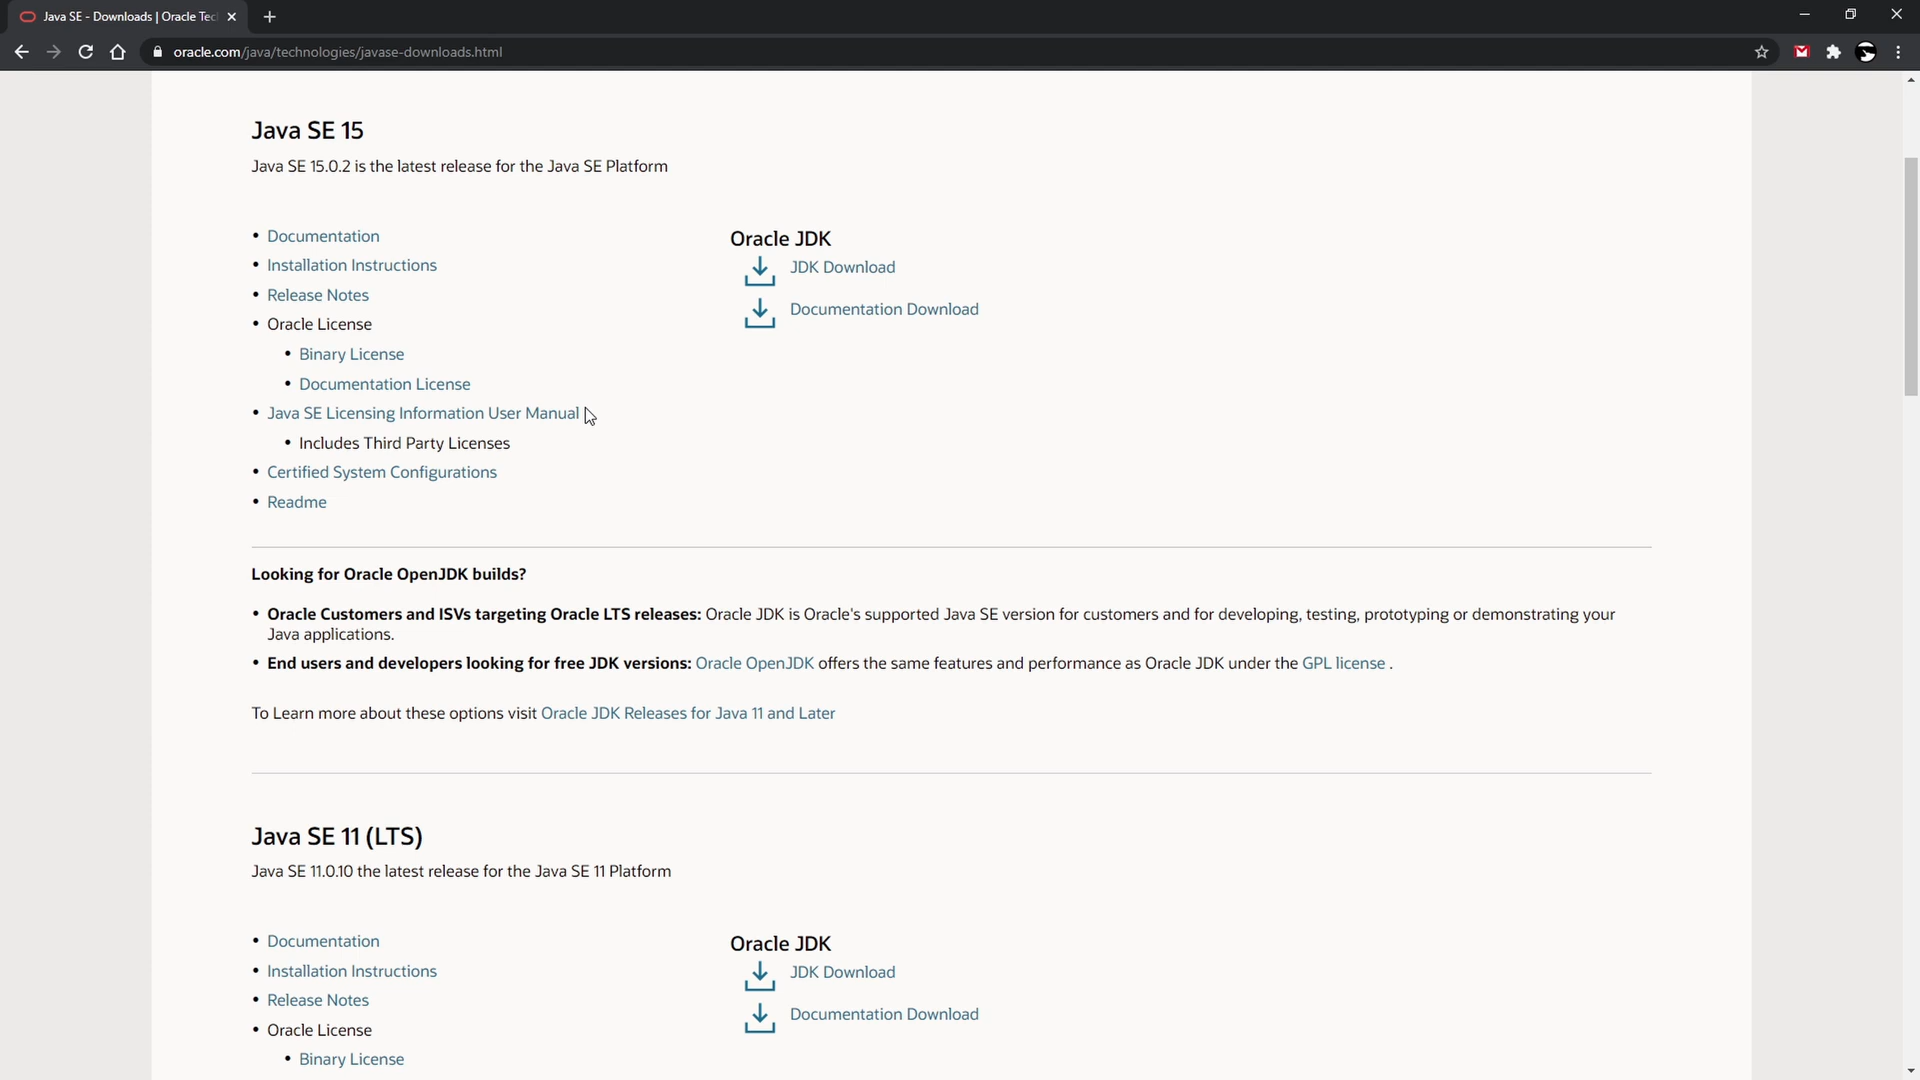 Java SE - Downloads | Oracle Tec
oracle.com/java/technologies/javase-downloads.html
Java SE 15
Java SE 15.0.2 is the latest release for the Java SE Platform
• Documentation
• Installation Instructions
• Release Notes
• Oracle License
• Binary License
• Documentation License
• Java SE Licensing Information User Manual
• Includes Third Party Licenses
• Certified System Configurations
• Readme
Oracle JDK
JDK Download
Documentation Download
Looking for Oracle OpenJDK builds?
• Oracle Customers and ISVs targeting Oracle LTS releases: Oracle JDK is Oracle's supported Java SE version for customers and for developing, testing, prototyping or demonstrating your
Java applications.
• End users and developers looking for free JDK versions: Oracle OpenJDK offers the same features and performance as Oracle JDK under the GPL license .
To Learn more about these options visit Oracle JDK Releases for Java 11 and Later
Java SE 11 (LTS)
Java SE 11.0.10 the latest release for the Java SE 11 Platform
• Documentation
• Installation Instructions
• Release Notes
• Oracle License
• Binary License
Oracle JDK
JDK Download
Documentation Download